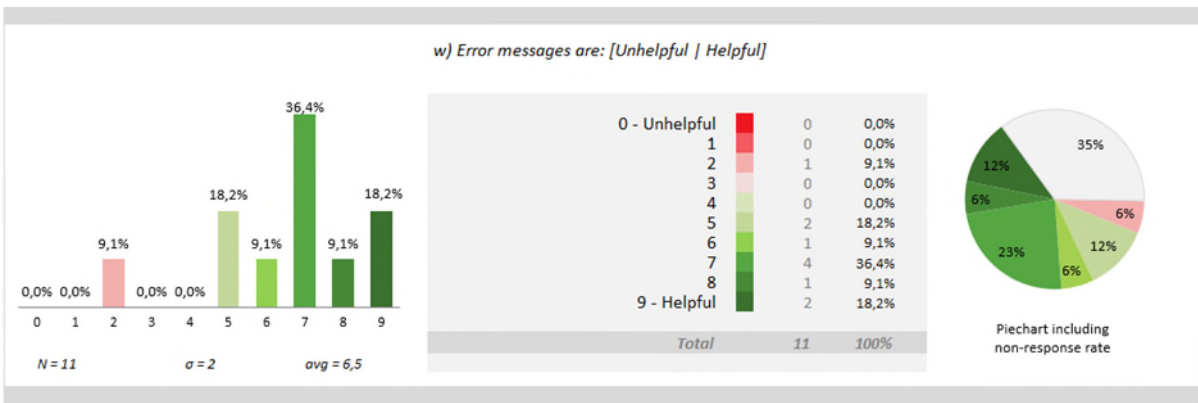 w) Error messages are: [Unhelpful | Helpful]
36,4%
18,2%
18,2%
9,1%
9,1%
9,1%
0,0% 0,0% 0,0% 0,0%
0 1 2 3 4 5 6 7 8 9
N = 11 σ = 2 avg = 6,5
0 - Unhelpful 0 0,0%
1 0 0,0%
2 1 9,1%
3 0 0,0%
4 0 0,0%
5 2 18,2%
6 1 9,1%
7 4 36,4%
8 1 9,1%
9 - Helpful 2 18,2%
Total 11 100%
35%
12%
6%
6%
12%
23%
6%
Piechart including
non-response rate